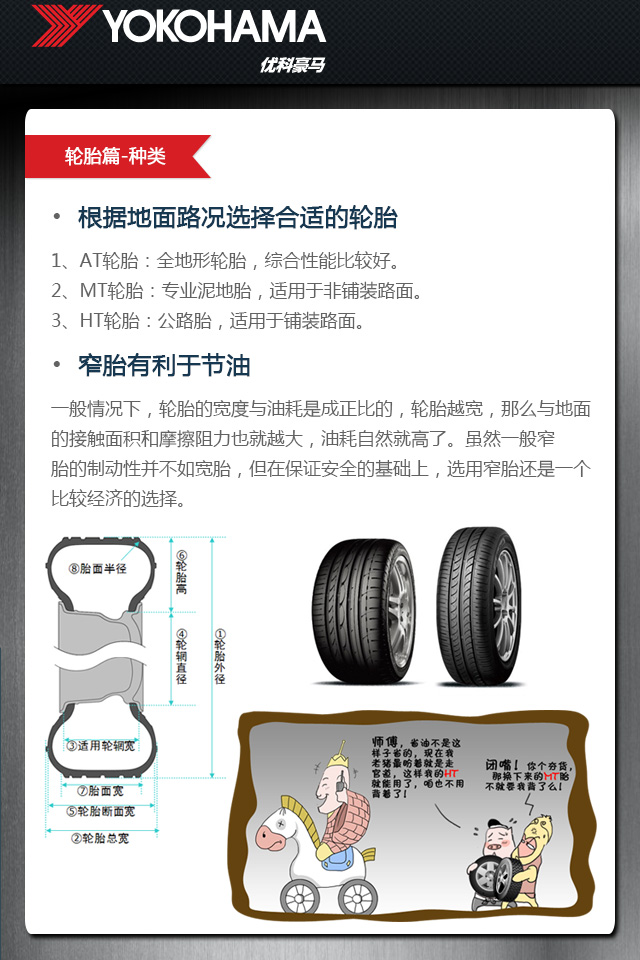 YOKOHAMA
优科豪马
轮胎篇-种类
• 根据地面路况选择合适的轮胎
1、AT轮胎：全地形轮胎，综合性能比较好。
2、MT轮胎：专业泥地胎，适用于非铺装路面。
3、HT轮胎：公路胎，适用于铺装路面。
• 窄胎有利于节油
一般情况下，轮胎的宽度与油耗是成正比的，轮胎越宽，那么与地面
的接触面积和摩擦阻力也就越大，油耗自然就高了。虽然一般窄
胎的制动性并不如宽胎，但在保证安全的基础上，选用窄胎还是一个
比较经济的选择。
⑧胎面半径
⑥轮胎高
④轮辋直径
①轮胎外径
③适用轮辋宽
⑦胎面宽
⑤轮胎断面宽
②轮胎总宽
师傅，省油不是这
样子省的，现在我
老猪最盼着就是走
官道，这样我的HT
就能用了，咱也不用
背着了！
闭嘴！你个夯货，
那换下来的MT胎
不就要我背了么！